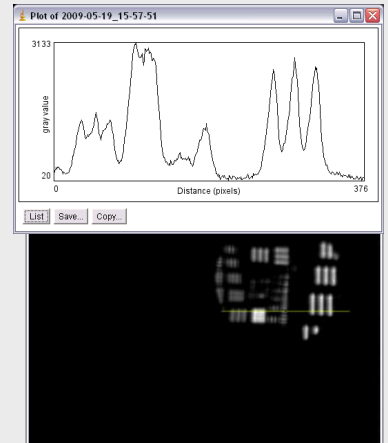 Plot of 2009-05-19_15-57-51
3133
gray value
20
0
Distance (pixels)
376
List
Save...
Copy...